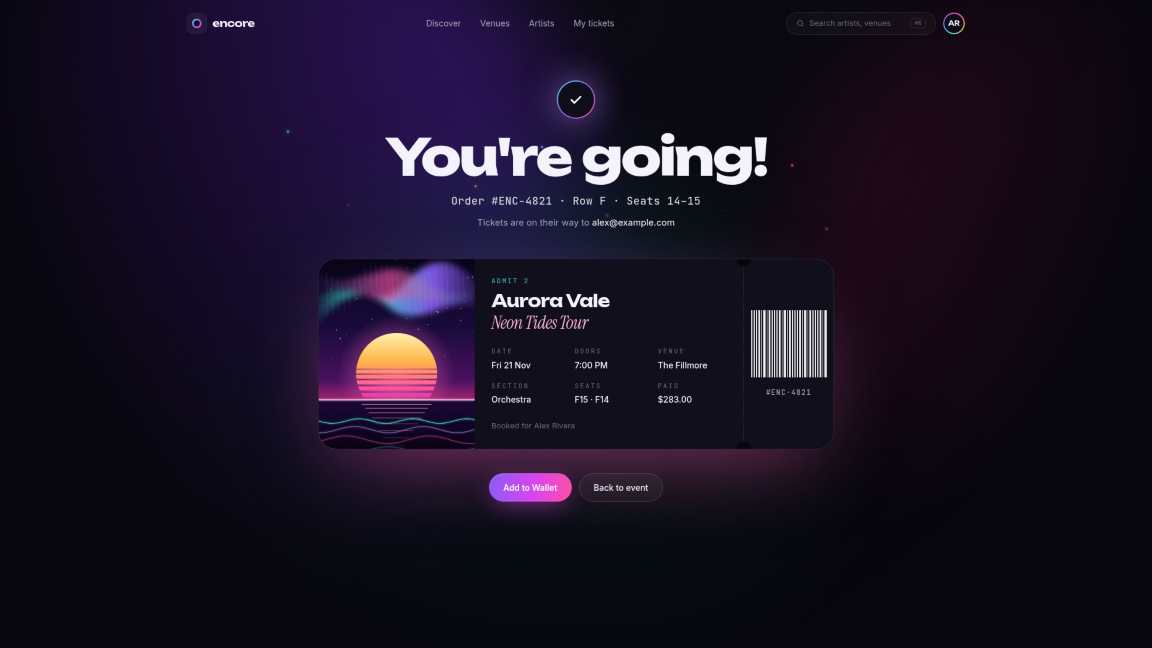 encore
Discover Venues Artists My tickets
Search artists, venues ⌘K
AR
You're going!
Order #ENC-4821 · Row F · Seats 14–15
Tickets are on their way to alex@example.com
ADMIT 2
Aurora Vale
Neon Tides Tour
DATE DOORS VENUE
Fri 21 Nov 7:00 PM The Fillmore
SECTION SEATS PAID
Orchestra F15 · F14 $283.00
Booked for Alex Rivera
#ENC-4821
Add to Wallet Back to event